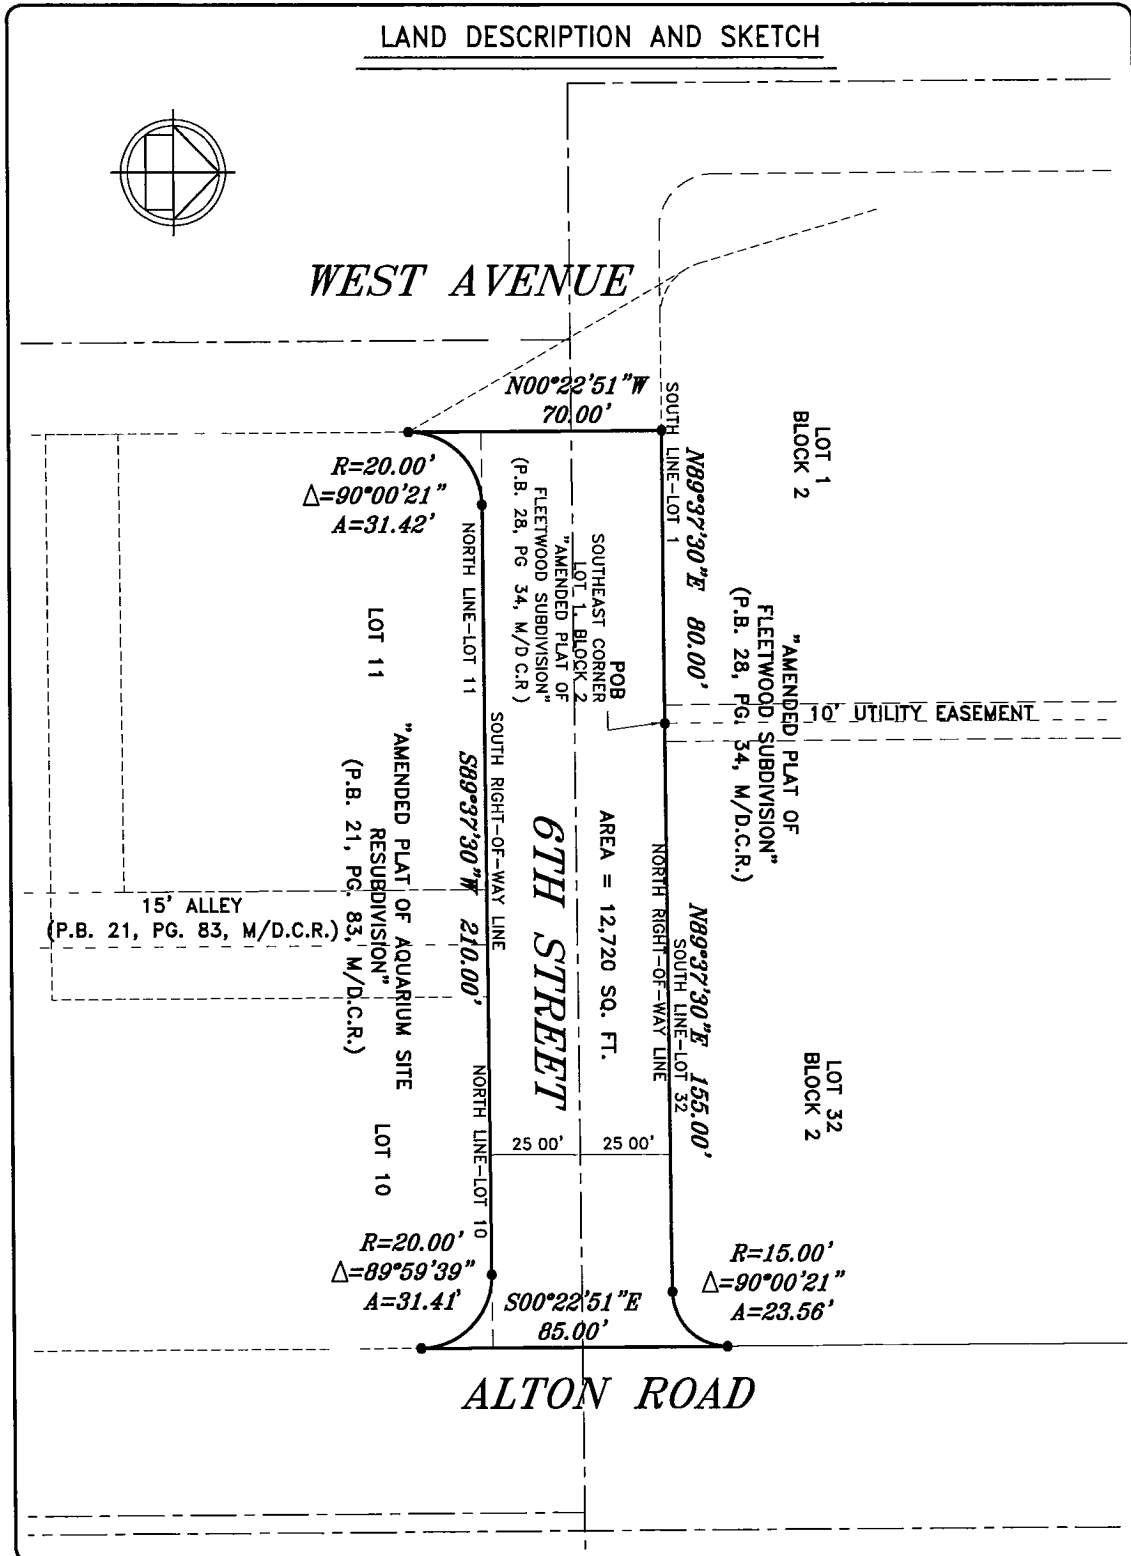 LAND DESCRIPTION AND SKETCH
WEST AVENUE
N00°22'51"W
70.00'
R=20.00'
Δ=90°00'21"
A=31.42'
SOUTH LINE-LOT 1
N89°37'30"E 80.00'
LOT 1
BLOCK 2
NORTH LINE-LOT 11
LOT 11
"AMENDED PLAT OF
FLEETWOOD SUBDIVISION"
(P.B. 28, PG 34, M/D C.R )
POB
SOUTHEAST CORNER
LOT 1, BLOCK 2
"AMENDED PLAT OF
FLEETWOOD SUBDIVISION"
(P.B. 28, PG. 34, M/D.C.R.)
10' UTILITY EASEMENT
SOUTH RIGHT-OF-WAY LINE
S89°37'30"W 210.00'
"AMENDED PLAT OF AQUARIUM SITE
RESUBDIVISION"
(P.B. 21, PG. 83, M/D.C.R.)
15' ALLEY
(P.B. 21, PG. 83, M/D.C.R.)
AREA = 12,720 SQ. FT.
6TH STREET
N89°37'30"E 155.00'
SOUTH LINE-LOT 32
NORTH RIGHT-OF-WAY LINE
LOT 32
BLOCK 2
25 00'
25 00'
NORTH LINE-LOT 10
LOT 10
R=20.00'
Δ=89°59'39"
A=31.41'
S00°22'51"E
85.00'
R=15.00'
Δ=90°00'21"
A=23.56'
ALTON ROAD